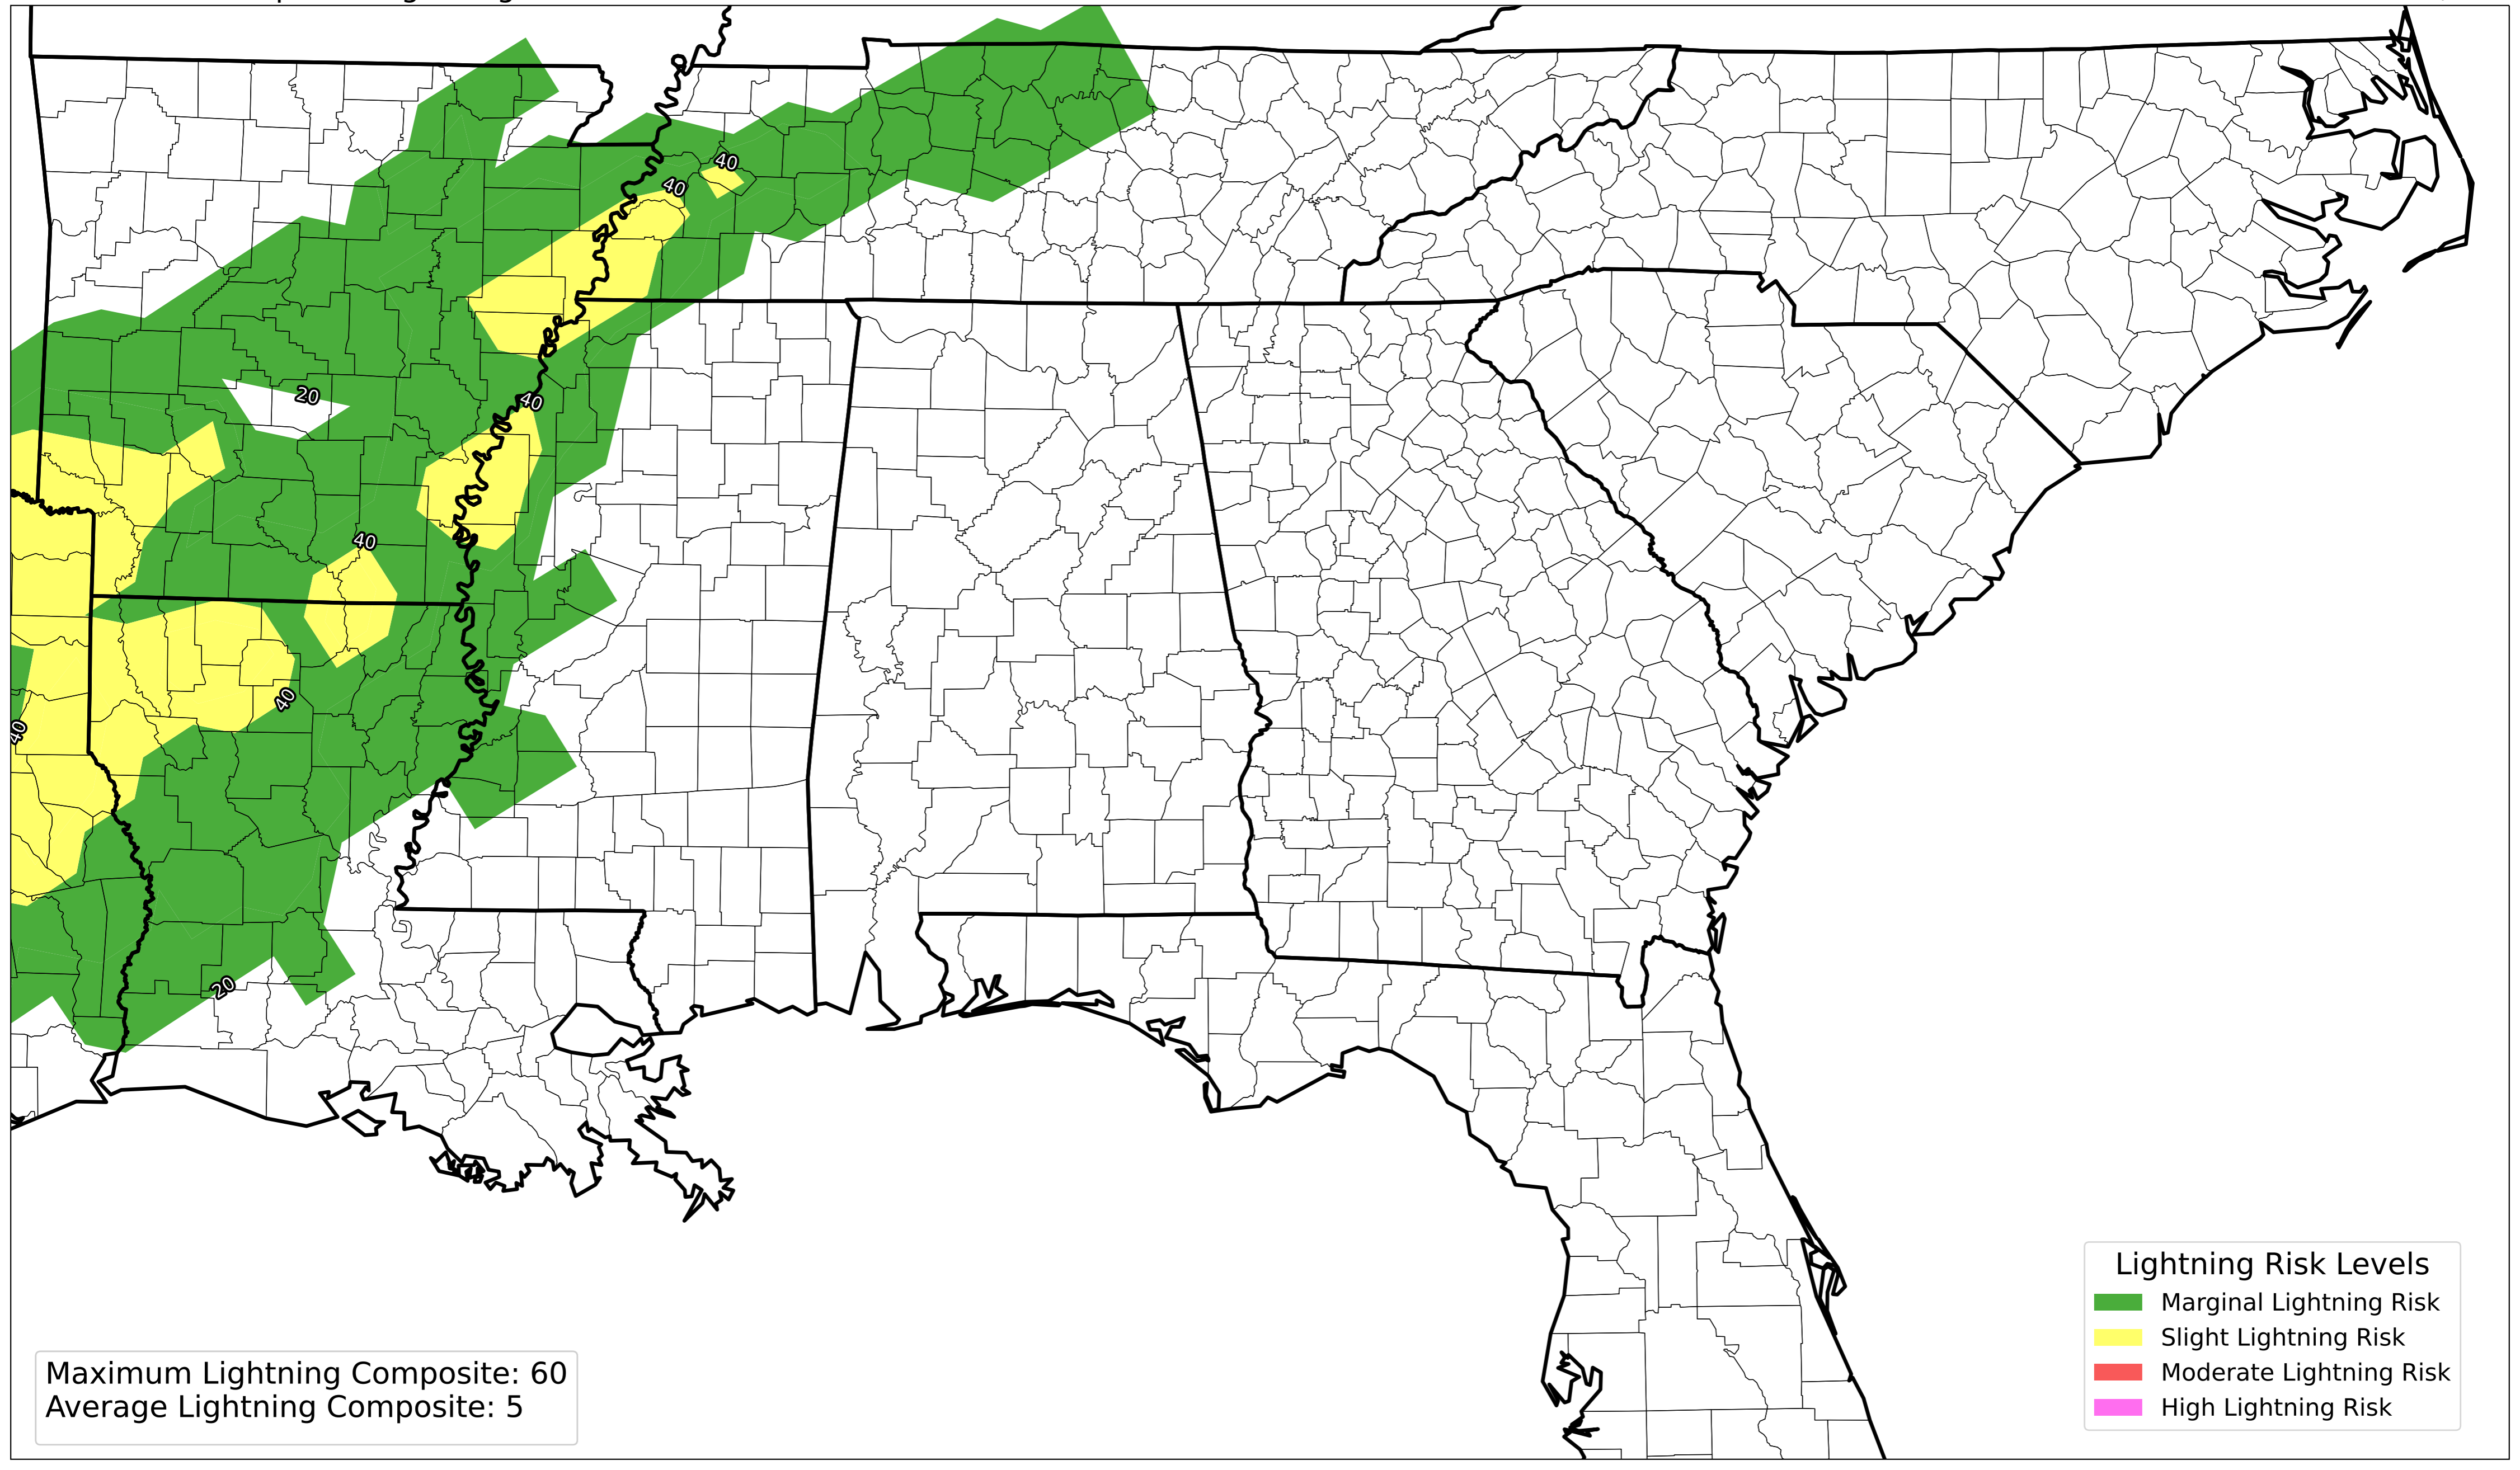 40
40
20
40
40
40
40
20
Lightning Risk Levels
Marginal Lightning Risk
Slight Lightning Risk
Moderate Lightning Risk
High Lightning Risk
Maximum Lightning Composite: 60
Average Lightning Composite: 5